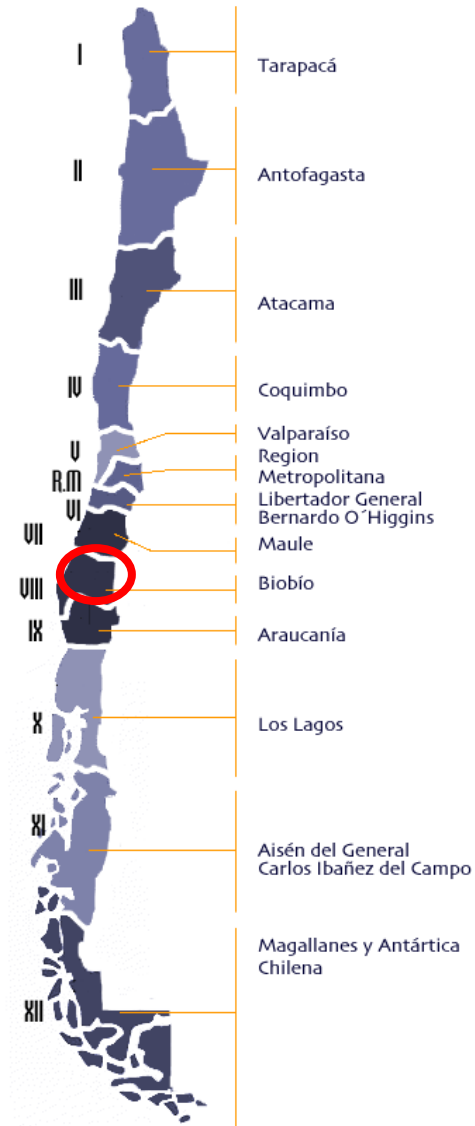 I
Tarapacá
II
Antofagasta
III
Atacama
IV
Coquimbo
V
Valparaíso
Region
R.M
Metropolitana
VI
Libertador General
Bernardo O´Higgins
VII
Maule
VIII
Biobío
IX
Araucanía
X
Los Lagos
XI
Aisén del General
Carlos Ibañez del Campo
Magallanes y Antártica
Chilena
XII